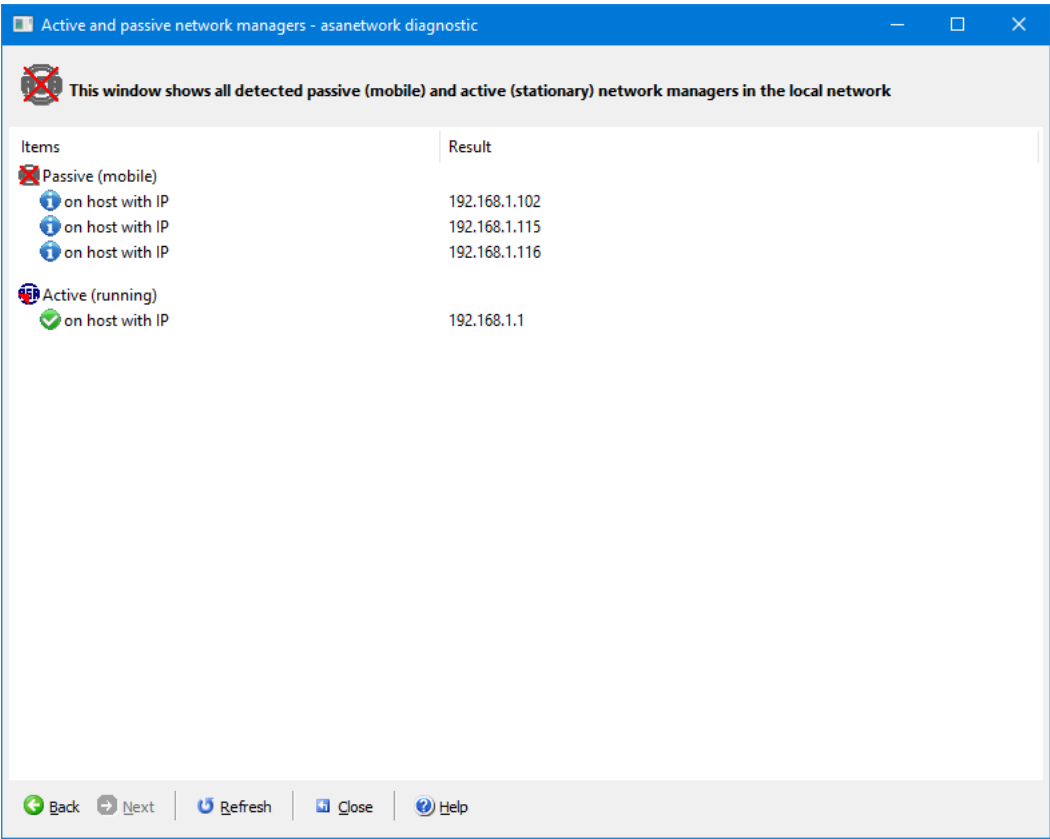 Active and passive network managers - asanetwork diagnostic
This window shows all detected passive (mobile) and active (stationary) network managers in the local network
Items Result
Passive (mobile)
on host with IP 192.168.1.102
on host with IP 192.168.1.115
on host with IP 192.168.1.116
Active (running)
on host with IP 192.168.1.1
Back Next Refresh Close Help